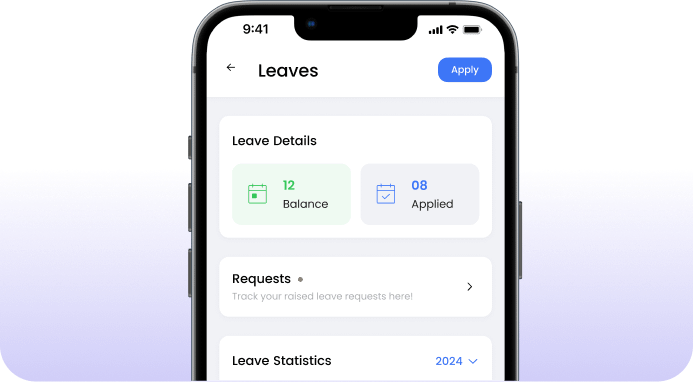 9:41
Leaves
Apply
Leave Details
12
Balance
08
Applied
Requests
Track your raised leave requests here!
Leave Statistics
2024